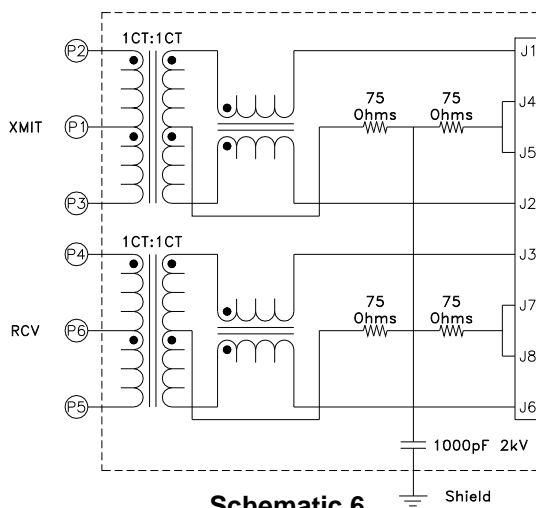 1CT:1CT
P2
J1
75 Ohms
75 Ohms
J4
XMIT
P1
J5
P3
J2
P4
1CT:1CT
J3
75 Ohms
75 Ohms
J7
RCV
P6
J8
P5
J6
1000pF 2kV
Schematic 6
Shield